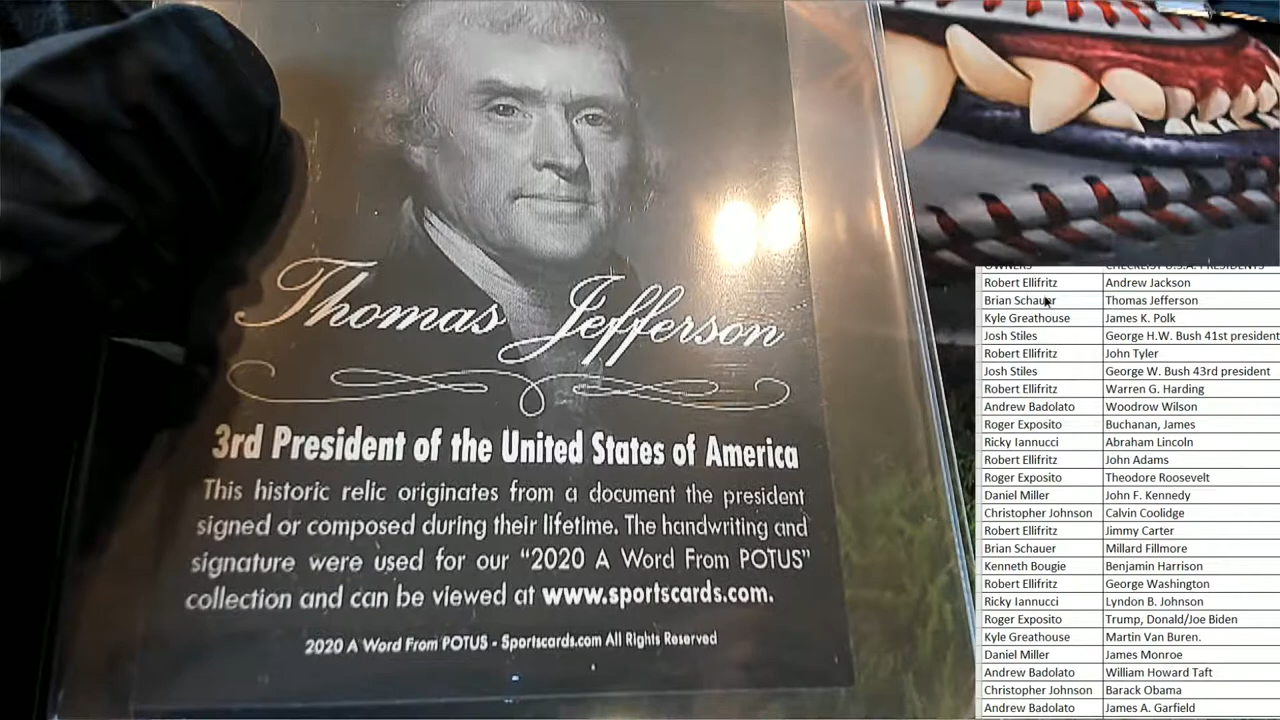 Thomas Jefferson
3rd President of the United States of America
This historic relic originates from a document the president
signed or composed during their lifetime. The handwriting and
signature were used for our “2020 A Word From POTUS”
collection and can be viewed at www.sportscards.com.
2020 A Word From POTUS - Sportscards.com All Rights Reserved
OWNERS CHECKLIST U.S.A. PRESIDENTS
Robert Ellifritz Andrew Jackson
Brian Schauer Thomas Jefferson
Kyle Greathouse James K. Polk
Josh Stiles George H.W. Bush 41st president
Robert Ellifritz John Tyler
Josh Stiles George W. Bush 43rd president
Robert Ellifritz Warren G. Harding
Andrew Badolato Woodrow Wilson
Roger Exposito Buchanan, James
Ricky Iannucci Abraham Lincoln
Robert Ellifritz John Adams
Roger Exposito Theodore Roosevelt
Daniel Miller John F. Kennedy
Christopher Johnson Calvin Coolidge
Robert Ellifritz Jimmy Carter
Brian Schauer Millard Fillmore
Kenneth Bougie Benjamin Harrison
Robert Ellifritz George Washington
Ricky Iannucci Lyndon B. Johnson
Roger Exposito Trump, Donald/Joe Biden
Kyle Greathouse Martin Van Buren.
Daniel Miller James Monroe
Andrew Badolato William Howard Taft
Christopher Johnson Barack Obama
Andrew Badolato James A. Garfield